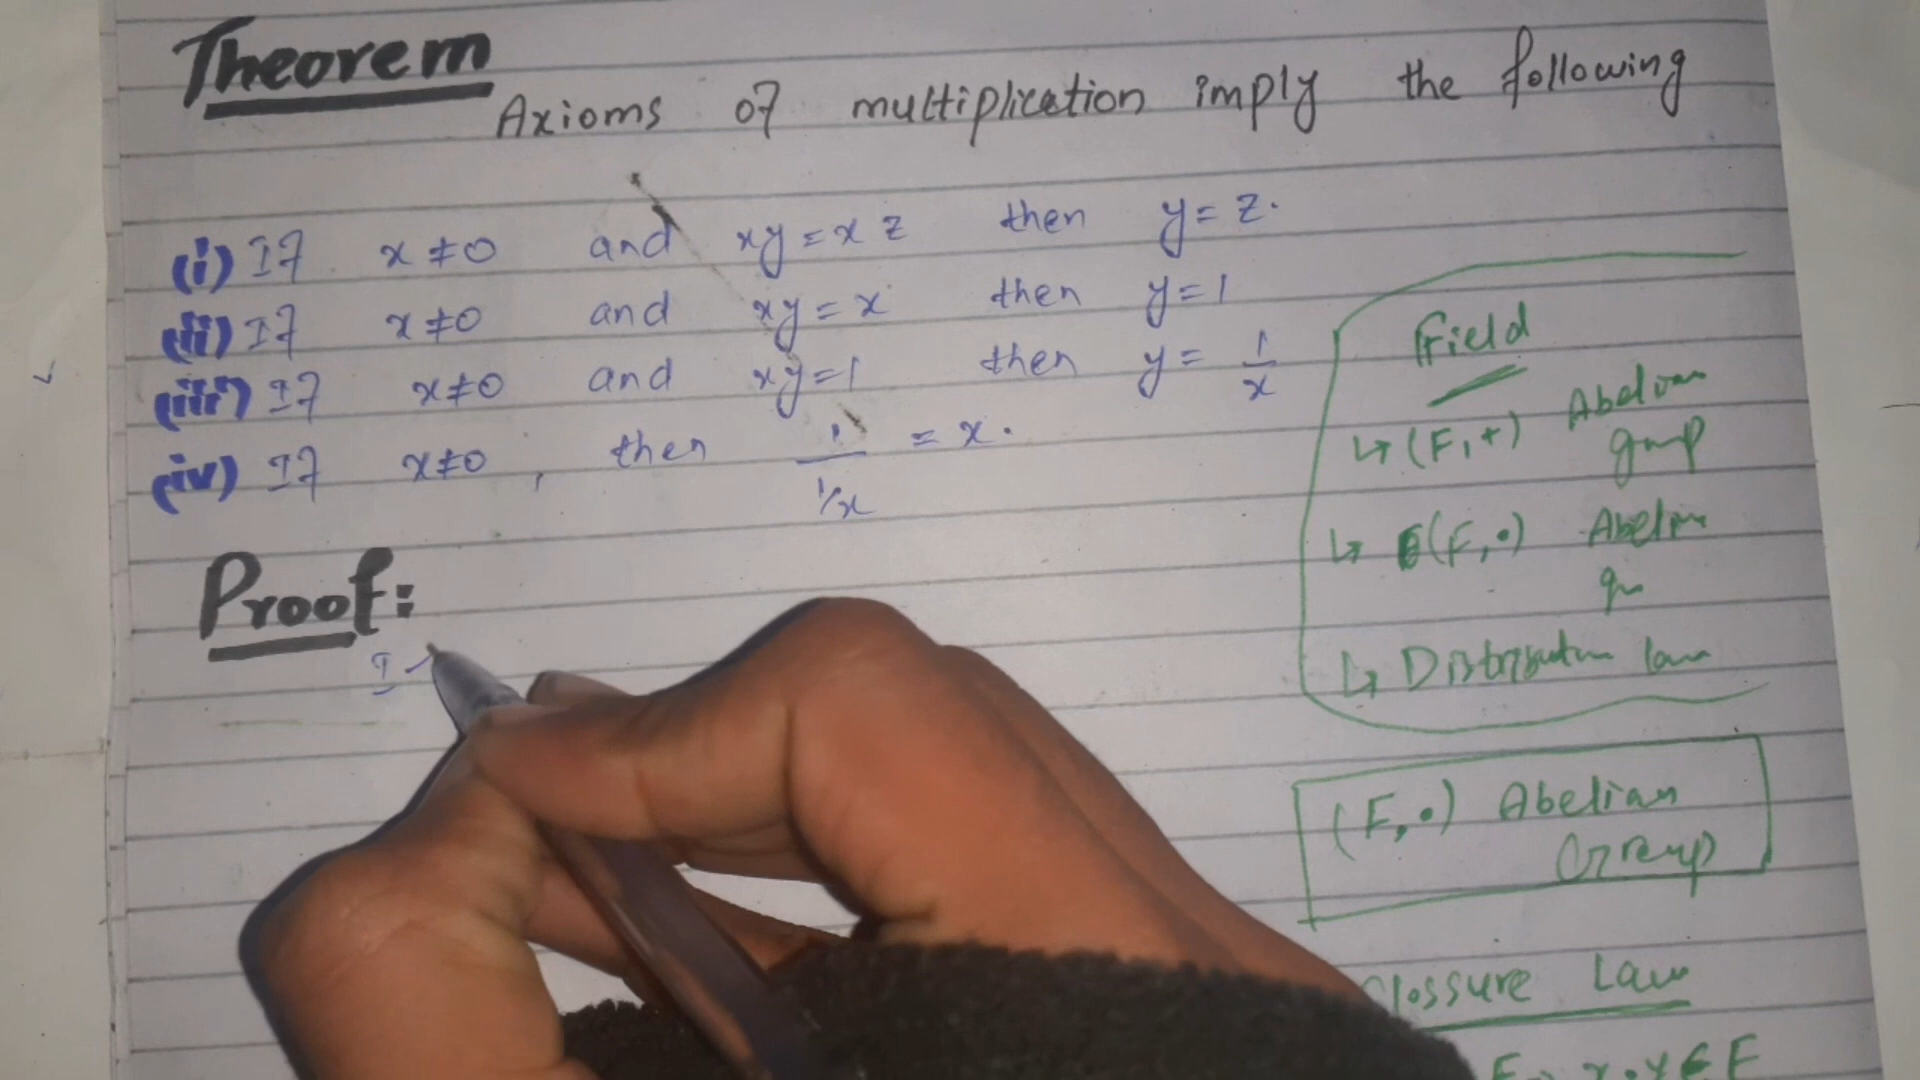 Theorem
Axioms of multiplication imply the following
(i) If x ≠ 0 and xy = xz then y = z.
(ii) If x ≠ 0 and xy = x then y = 1
(iii) If x ≠ 0 and xy = 1 then y = 1/x
(iv) If x ≠ 0, then 1/(1/x) = x.
Proof:
I
Field
↳ (F, +) Abelian
group
↳ (F, •)
↳ Distribution law
(F, •) Abelian
Group
Clossure Law
x.y ∈ F